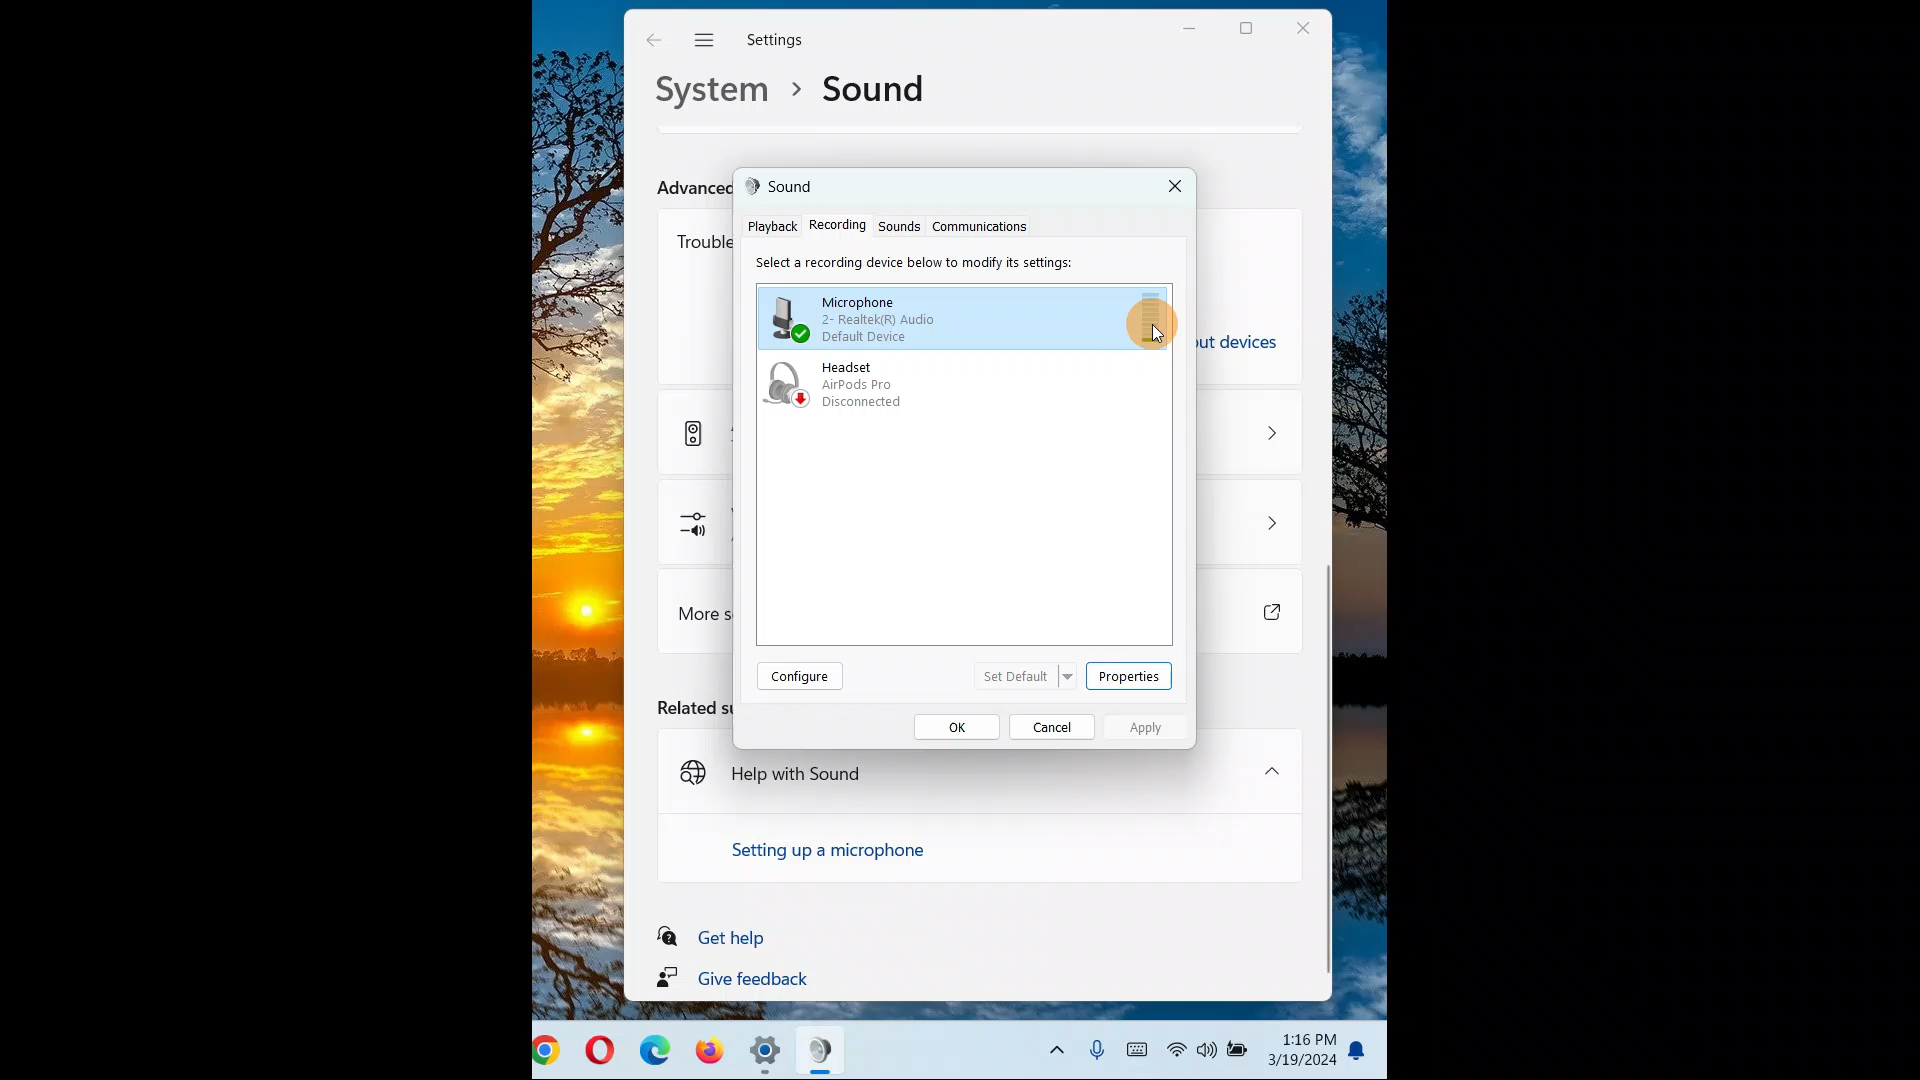 Settings
System > Sound
Advanced
Sound
Playback Recording Sounds Communications
Trouble
Select a recording device below to modify its settings:
Microphone
2- Realtek(R) Audio
Default Device
ut devices
Headset
AirPods Pro
Disconnected
More s
Configure Set Default Properties
Related su
OK Cancel Apply
Help with Sound
Setting up a microphone
Get help
Give feedback
1:16 PM
3/19/2024